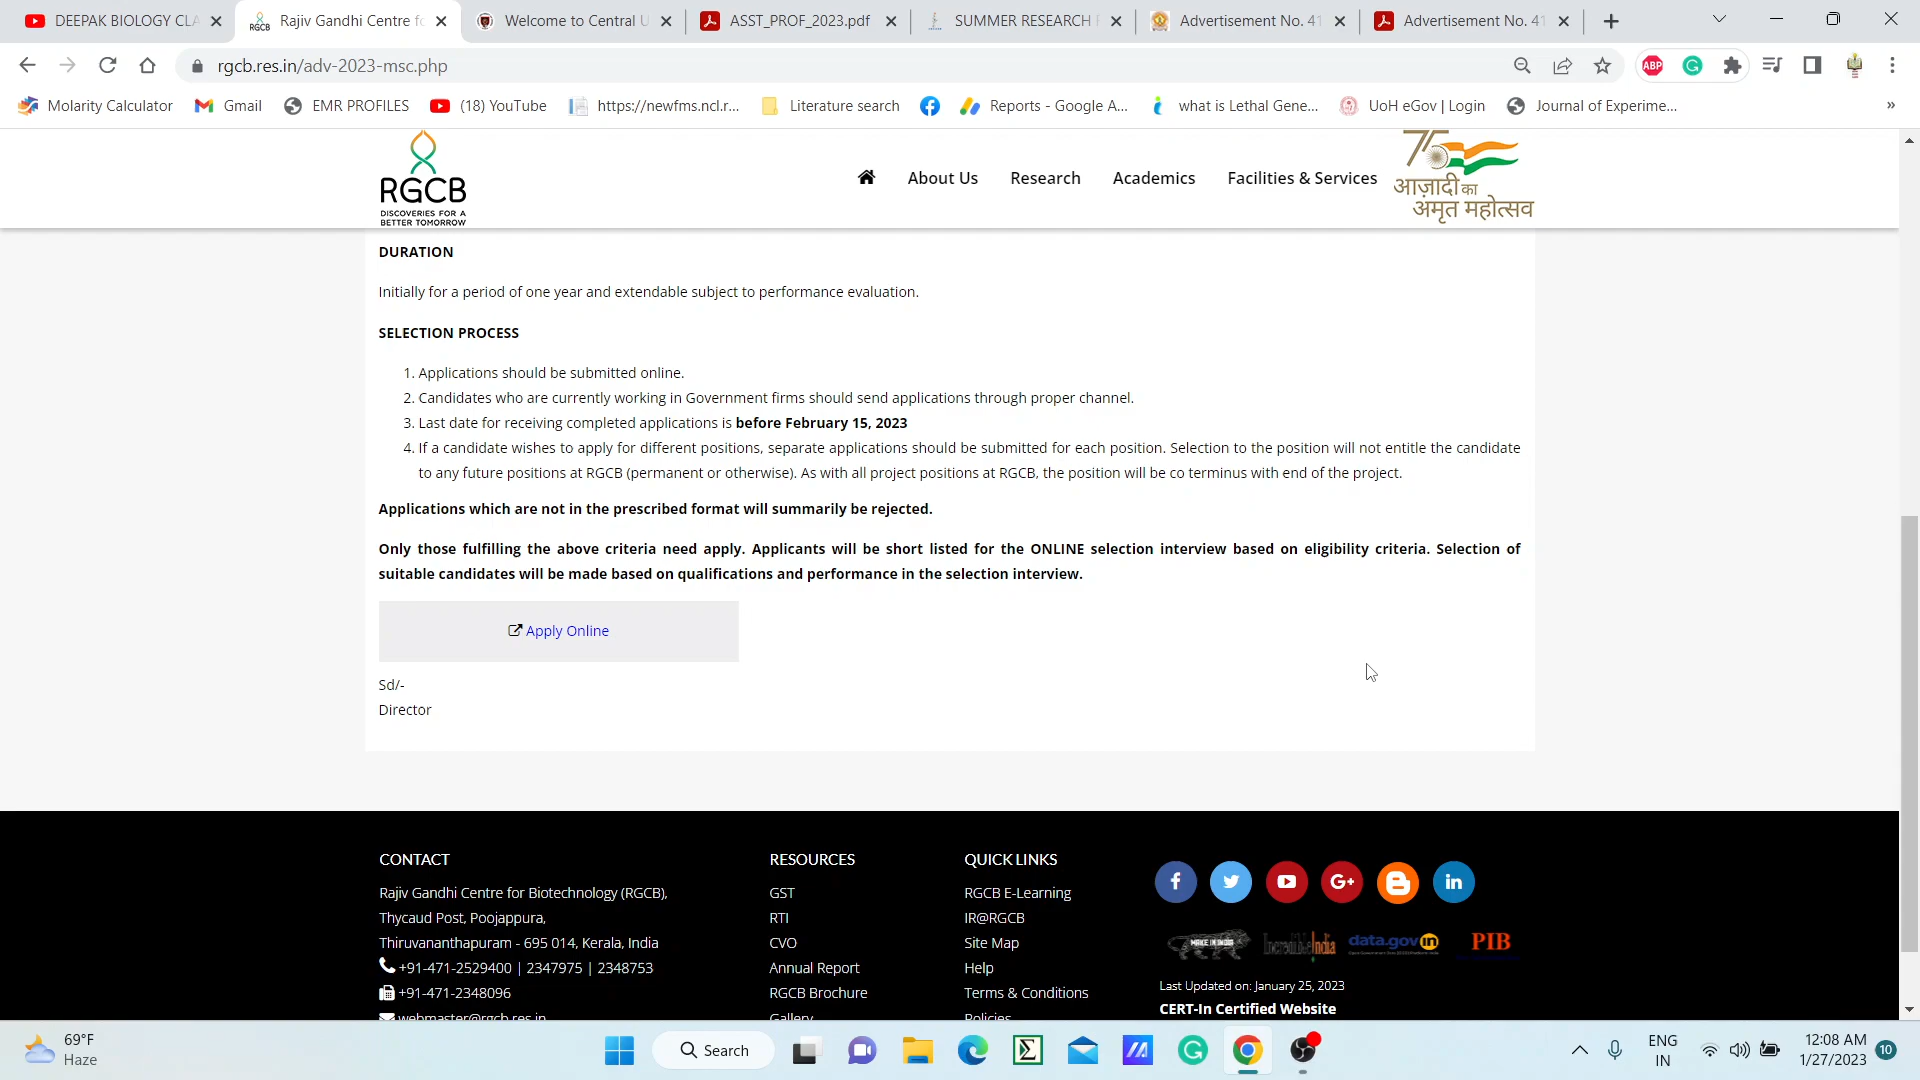 DEEPAK BIOLOGY CLA
Rajiv Gandhi Centre fo
Welcome to Central U
ASST_PROF_2023.pdf
SUMMER RESEARCH
Advertisement No. 41
Advertisement No. 41
rgcb.res.in/adv-2023-msc.php
ABP
Molarity Calculator
Gmail
EMR PROFILES
(18) YouTube
https://newfms.ncl.r...
Literature search
Reports - Google A...
what is Lethal Gene...
UoH eGov | Login
Journal of Experime...
»
RGCB
DISCOVERIES FOR A
BETTER TOMORROW
About Us
Research
Academics
Facilities & Services
75
आज़ादी का
अमृत महोत्सव
DURATION
Initially for a period of one year and extendable subject to performance evaluation.
SELECTION PROCESS
1. Applications should be submitted online.
2. Candidates who are currently working in Government firms should send applications through proper channel.
3. Last date for receiving completed applications is before February 15, 2023
4. If a candidate wishes to apply for different positions, separate applications should be submitted for each position. Selection to the position will not entitle the candidate
to any future positions at RGCB (permanent or otherwise). As with all project positions at RGCB, the position will be co terminus with end of the project.
Applications which are not in the prescribed format will summarily be rejected.
Only those fulfilling the above criteria need apply. Applicants will be short listed for the ONLINE selection interview based on eligibility criteria. Selection of
suitable candidates will be made based on qualifications and performance in the selection interview.
Apply Online
Sd/-
Director
CONTACT
Rajiv Gandhi Centre for Biotechnology (RGCB),
Thycaud Post, Poojappura,
Thiruvananthapuram - 695 014, Kerala, India
+91-471-2529400 | 2347975 | 2348753
+91-471-2348096
webmaster@rgcb.res.in
RESOURCES
GST
RTI
CVO
Annual Report
RGCB Brochure
Gallery
QUICK LINKS
RGCB E-Learning
IR@RGCB
Site Map
Help
Terms & Conditions
Policies
MAKE IN INDIA
Incredible India
data.gov in
PIB
Last Updated on: January 25, 2023
CERT-In Certified Website
69°F
Haze
Search
ENG
IN
12:08 AM
1/27/2023
10